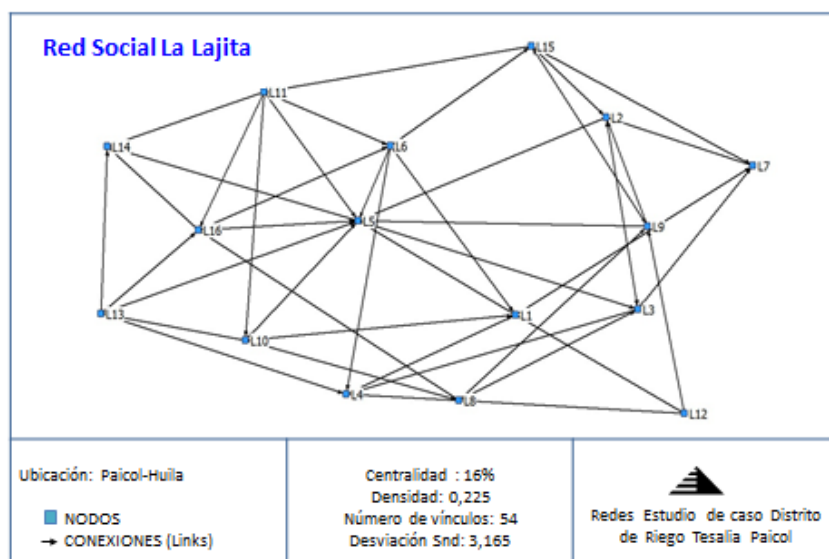 Red Social La Lajita
L15
L11
L2
L14
L6
L7
L5
L16
L9
L13
L1
L3
L10
L4
L8
L12
Ubicación: Paicol-Huila
NODOS
CONEXIONES (Links)
Centralidad : 16%
Densidad: 0,225
Número de vínculos: 54
Desviación Snd: 3,165
Redes Estudio de caso Distrito
de Riego Tesalia Paicol